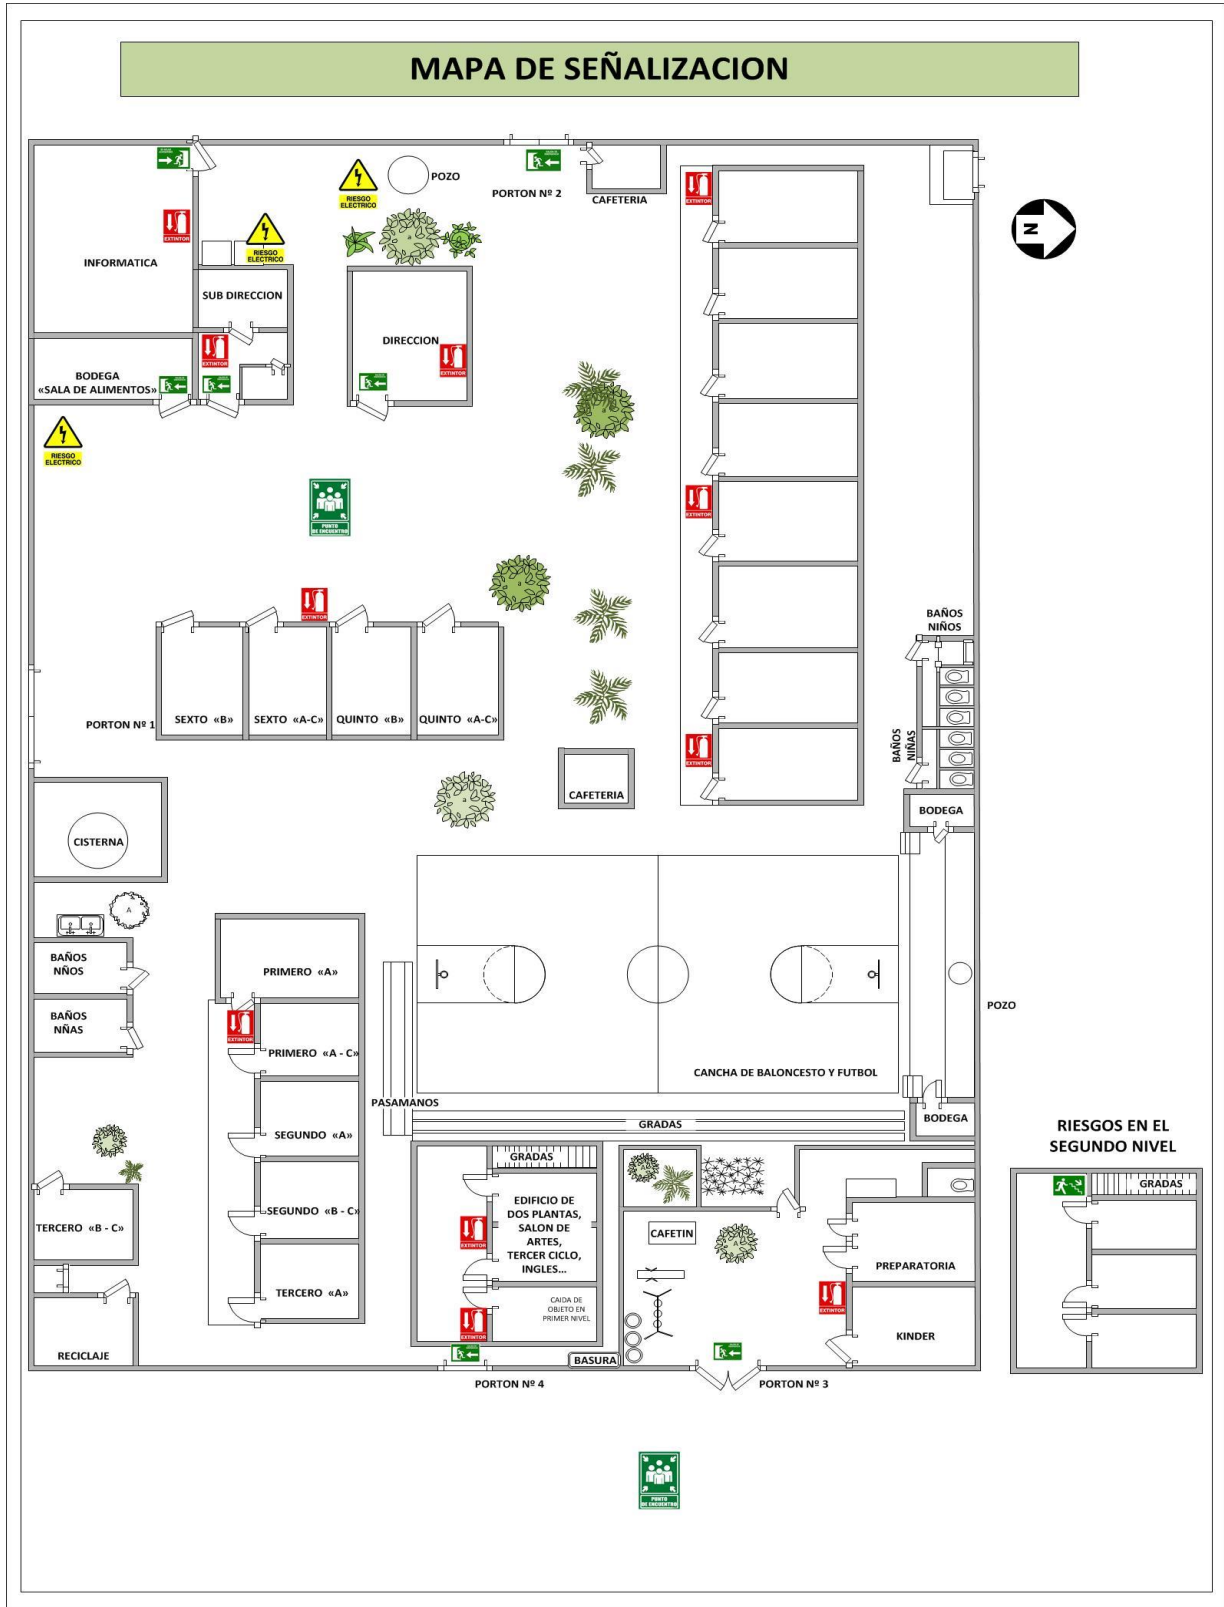 MAPA DE SEÑALIZACION
POZO
RIESGO
ELECTRICO
PORTON Nº 2
CAFETERIA
EXTINTOR
N
EXTINTOR
RIESGO
ELECTRICO
INFORMATICA
SUB DIRECCION
DIRECCION
EXTINTOR
EXTINTOR
BODEGA
«SALA DE ALIMENTOS»
RIESGO
ELECTRICO
PUNTO
DE ENCUENTRO
EXTINTOR
EXTINTOR
BAÑOS
NIÑOS
PORTON Nº 1
SEXTO «B»
SEXTO «A-C»
QUINTO «B»
QUINTO «A-C»
EXTINTOR
BAÑOS
NIÑAS
CAFETERIA
BODEGA
CISTERNA
A
A
BAÑOS
NÑOS
PRIMERO «A»
POZO
BAÑOS
NÑAS
EXTINTOR
PRIMERO «A - C»
CANCHA DE BALONCESTO Y FUTBOL
PASAMANOS
GRADAS
BODEGA
SEGUNDO «A»
GRADAS
RIESGOS EN EL
SEGUNDO NIVEL
GRADAS
TERCERO «B - C»
SEGUNDO «B - C»
EXTINTOR
EDIFICIO DE
DOS PLANTAS,
SALON DE
ARTES,
TERCER CICLO,
INGLES...
CAFETIN
A
PREPARATORIA
TERCERO «A»
EXTINTOR
CAIDA DE
OBJETO EN
PRIMER NIVEL
EXTINTOR
KINDER
RECICLAJE
BASURA
PORTON Nº 4
PORTON Nº 3
PUNTO
DE ENCUENTRO